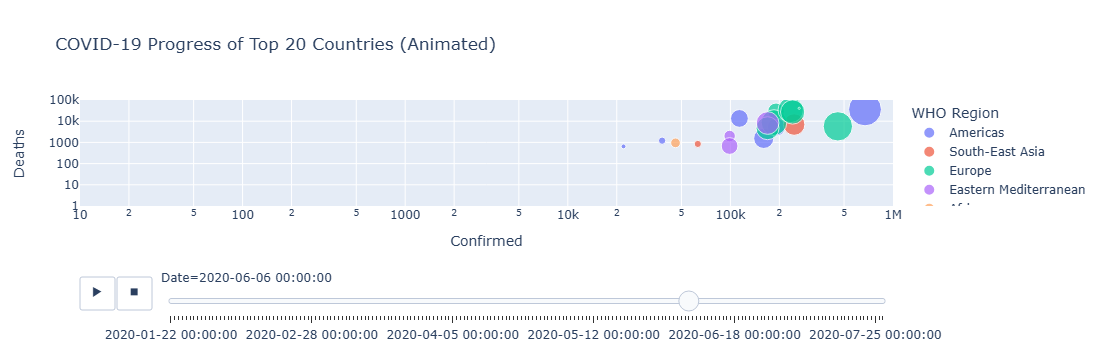 COVID-19 Progress of Top 20 Countries (Animated)
100k
10k
1000
100
10
1
Deaths
10 2 5 100 2 5 1000 2 5 10k 2 5 100k 2 5 1M
Confirmed
WHO Region
Americas
South-East Asia
Europe
Eastern Mediterranean
Date=2020-06-06 00:00:00
2020-01-22 00:00:00 2020-02-28 00:00:00 2020-04-05 00:00:00 2020-05-12 00:00:00 2020-06-18 00:00:00 2020-07-25 00:00:00